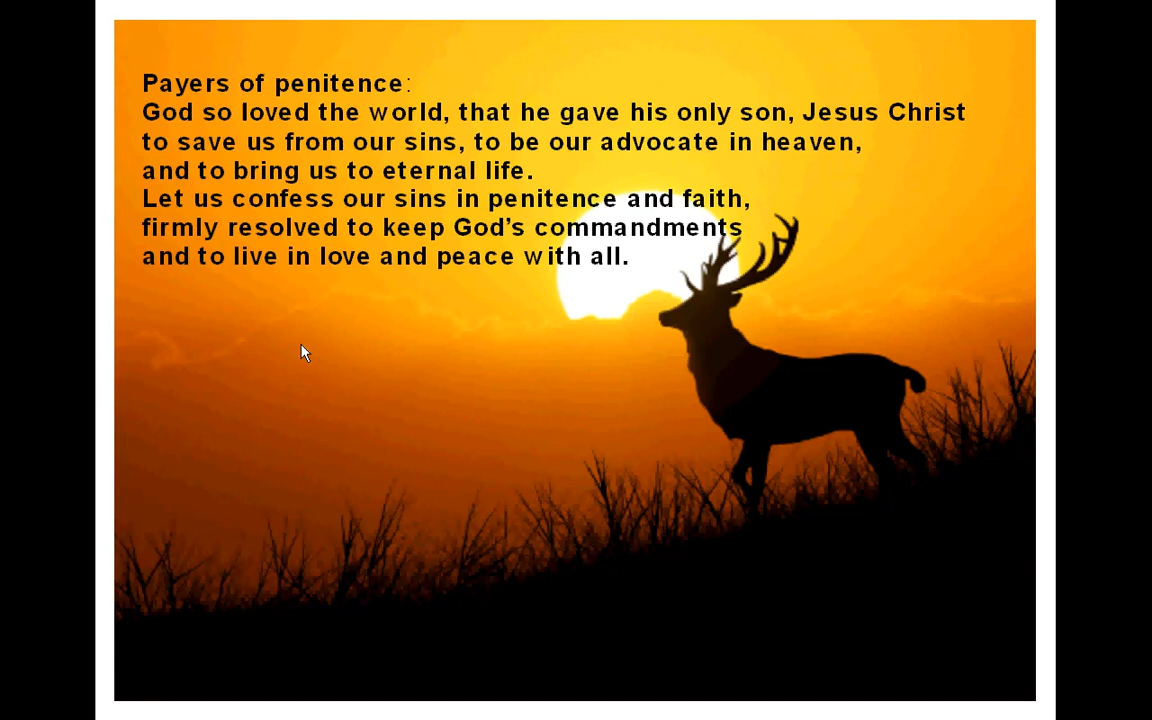 Payers of penitence:
God so loved the world, that he gave his only son, Jesus Christ
to save us from our sins, to be our advocate in heaven,
and to bring us to eternal life.
Let us confess our sins in penitence and faith,
firmly resolved to keep God’s commandments
and to live in love and peace with all.